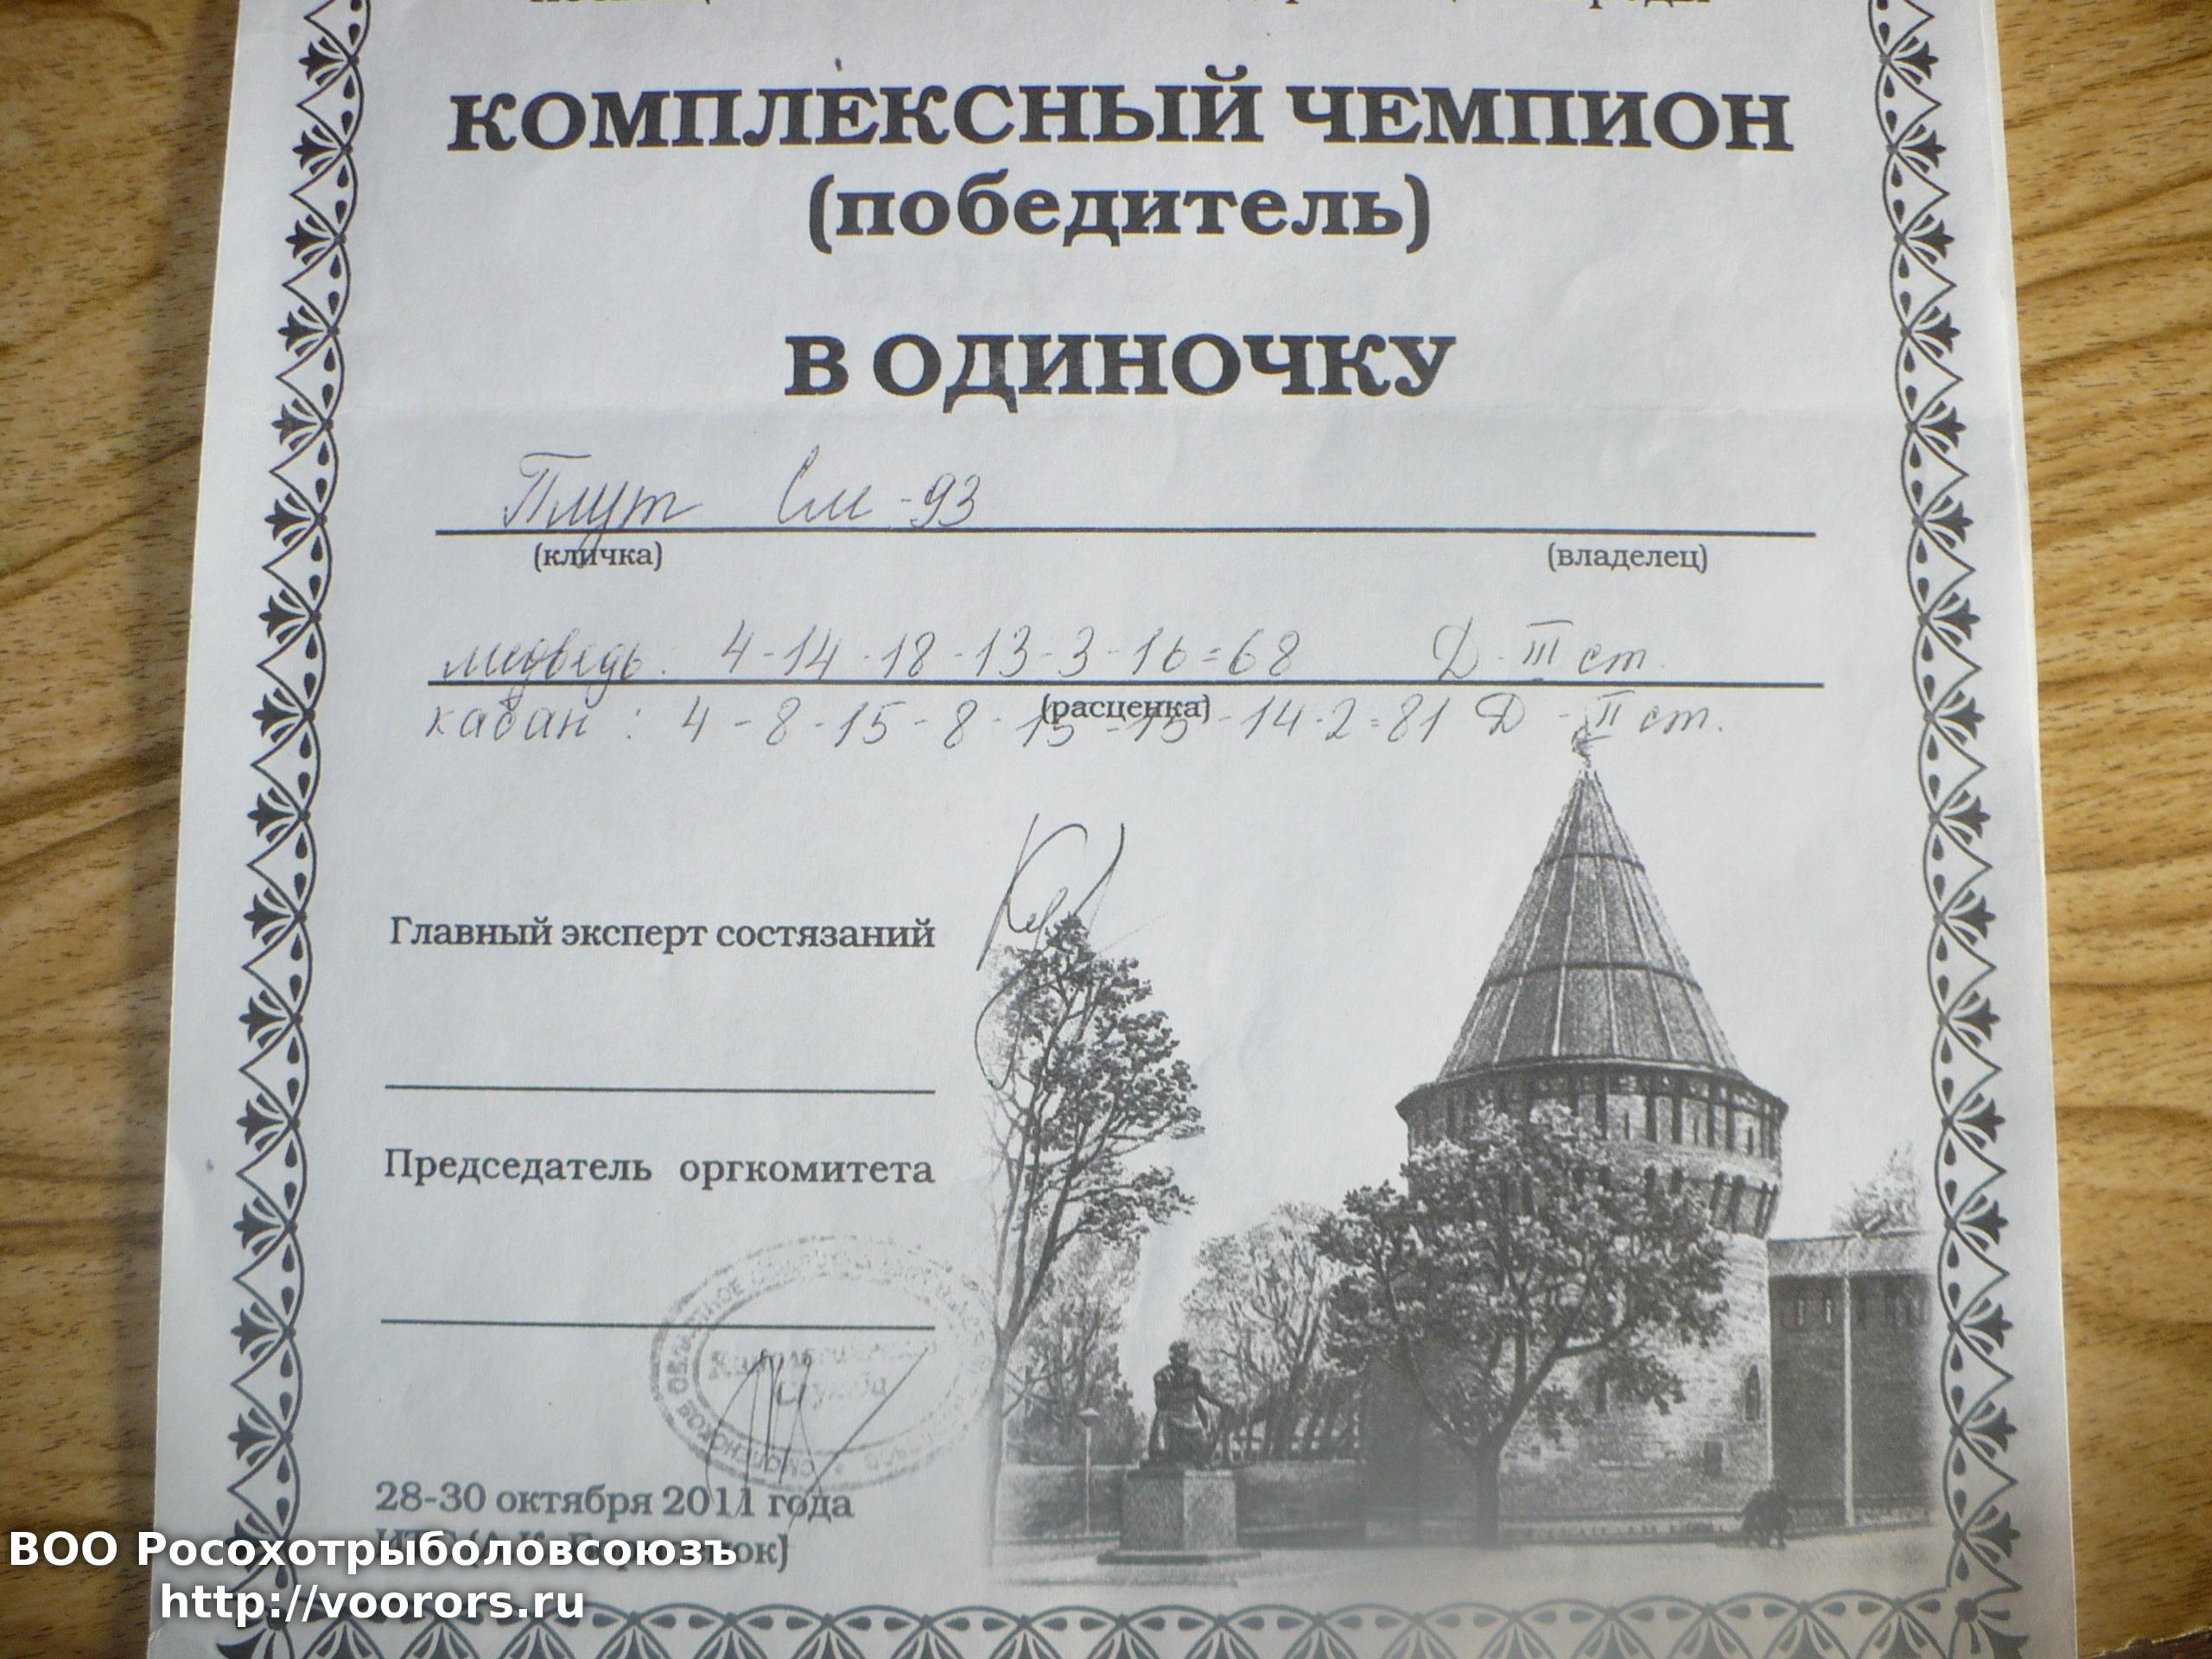 КОМПЛЕКСНЫЙ ЧЕМПИОН
(победитель)
В ОДИНОЧКУ
Плут См-93
(кличка) (владелец)
медведь: 4-14-18-13-3-16=68 Д-III ст.
(расценка)
кабан: 4-8-15-8-15-15-14-2=81 Д-II ст.
Главный эксперт состязаний
Председатель оргкомитета
28-30 октября 2011 года
ВОО Росохотрыболовсоюзъ
http://voorors.ru